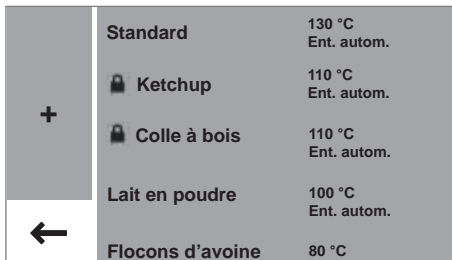 Standard 130 °C
Ent. autom.
Ketchup 110 °C
Ent. autom.
+
Colle à bois 110 °C
Ent. autom.
Lait en poudre 100 °C
Ent. autom.
Flocons d'avoine 80 °C